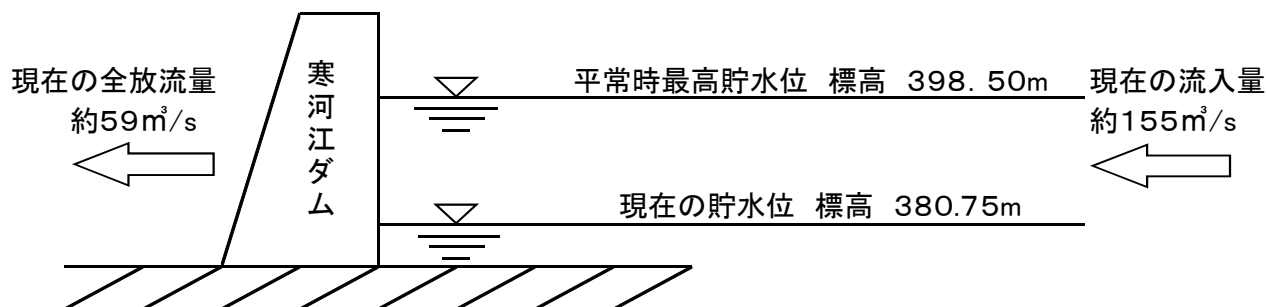 現在の全放流量
約59㎥/s
寒河江ダム
平常時最高貯水位 標高 398.50m
現在の流入量
約155㎥/s
現在の貯水位 標高 380.75m